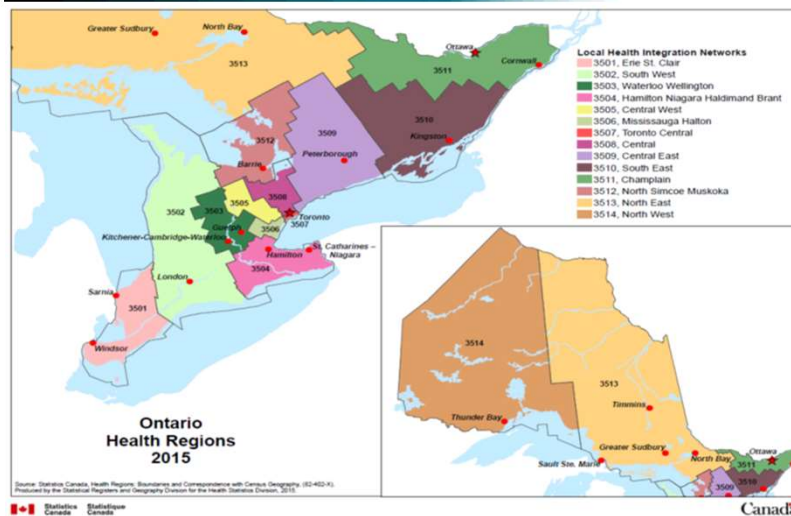 Greater Sudbury
North Bay
3513
Ottawa
Cornwall
3511
3510
Kingston
3509
Peterborough
3512
Barrie
3508
3505
3502
3503
Toronto
3507
3506
Guelph
Kitchener-Cambridge-Waterloo
St. Catharines –
Niagara
Hamilton
3504
London
Sarnia
3501
Windsor
Local Health Integration Networks
3501, Erie St. Clair
3502, South West
3503, Waterloo Wellington
3504, Hamilton Niagara Haldimand Brant
3505, Central West
3506, Mississauga Halton
3507, Toronto Central
3508, Central
3509, Central East
3510, South East
3511, Champlain
3512, North Simcoe Muskoka
3513, North East
3514, North West
3514
3513
Timmins
Thunder Bay
Greater Sudbury
North Bay
Ottawa
Sault Ste. Marie
3511
3510
3509
Ontario
Health Regions
2015
Source: Statistics Canada, Health Regions: Boundaries and Correspondence with Census Geography, (82-402-X).
Produced by the Statistical Registers and Geography Division for the Health Statistics Division, 2015.
Statistics Statistique
Canada Canada
Canada